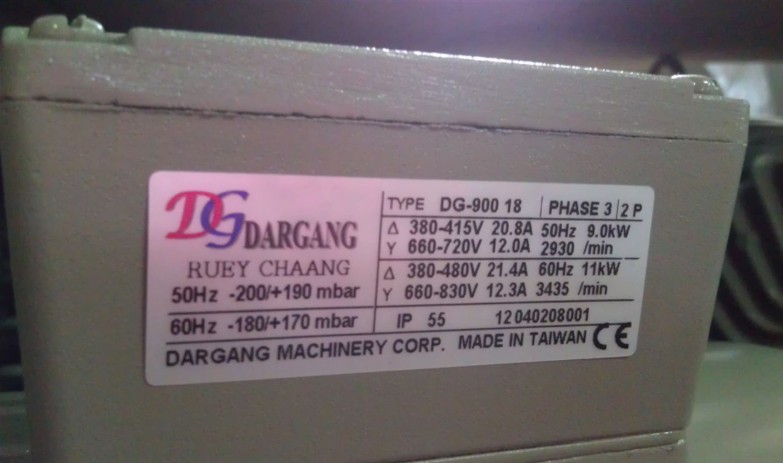 DG DARGANG
RUEY CHAANG
50Hz -200/+190 mbar
60Hz -180/+170 mbar
TYPE DG-900 18 PHASE 3 2 P
Δ 380-415V 20.8A 50Hz 9.0kW
Y 660-720V 12.0A 2930 /min
Δ 380-480V 21.4A 60Hz 11kW
Y 660-830V 12.3A 3435 /min
IP 55 12040208001
DARGANG MACHINERY CORP. MADE IN TAIWAN CE